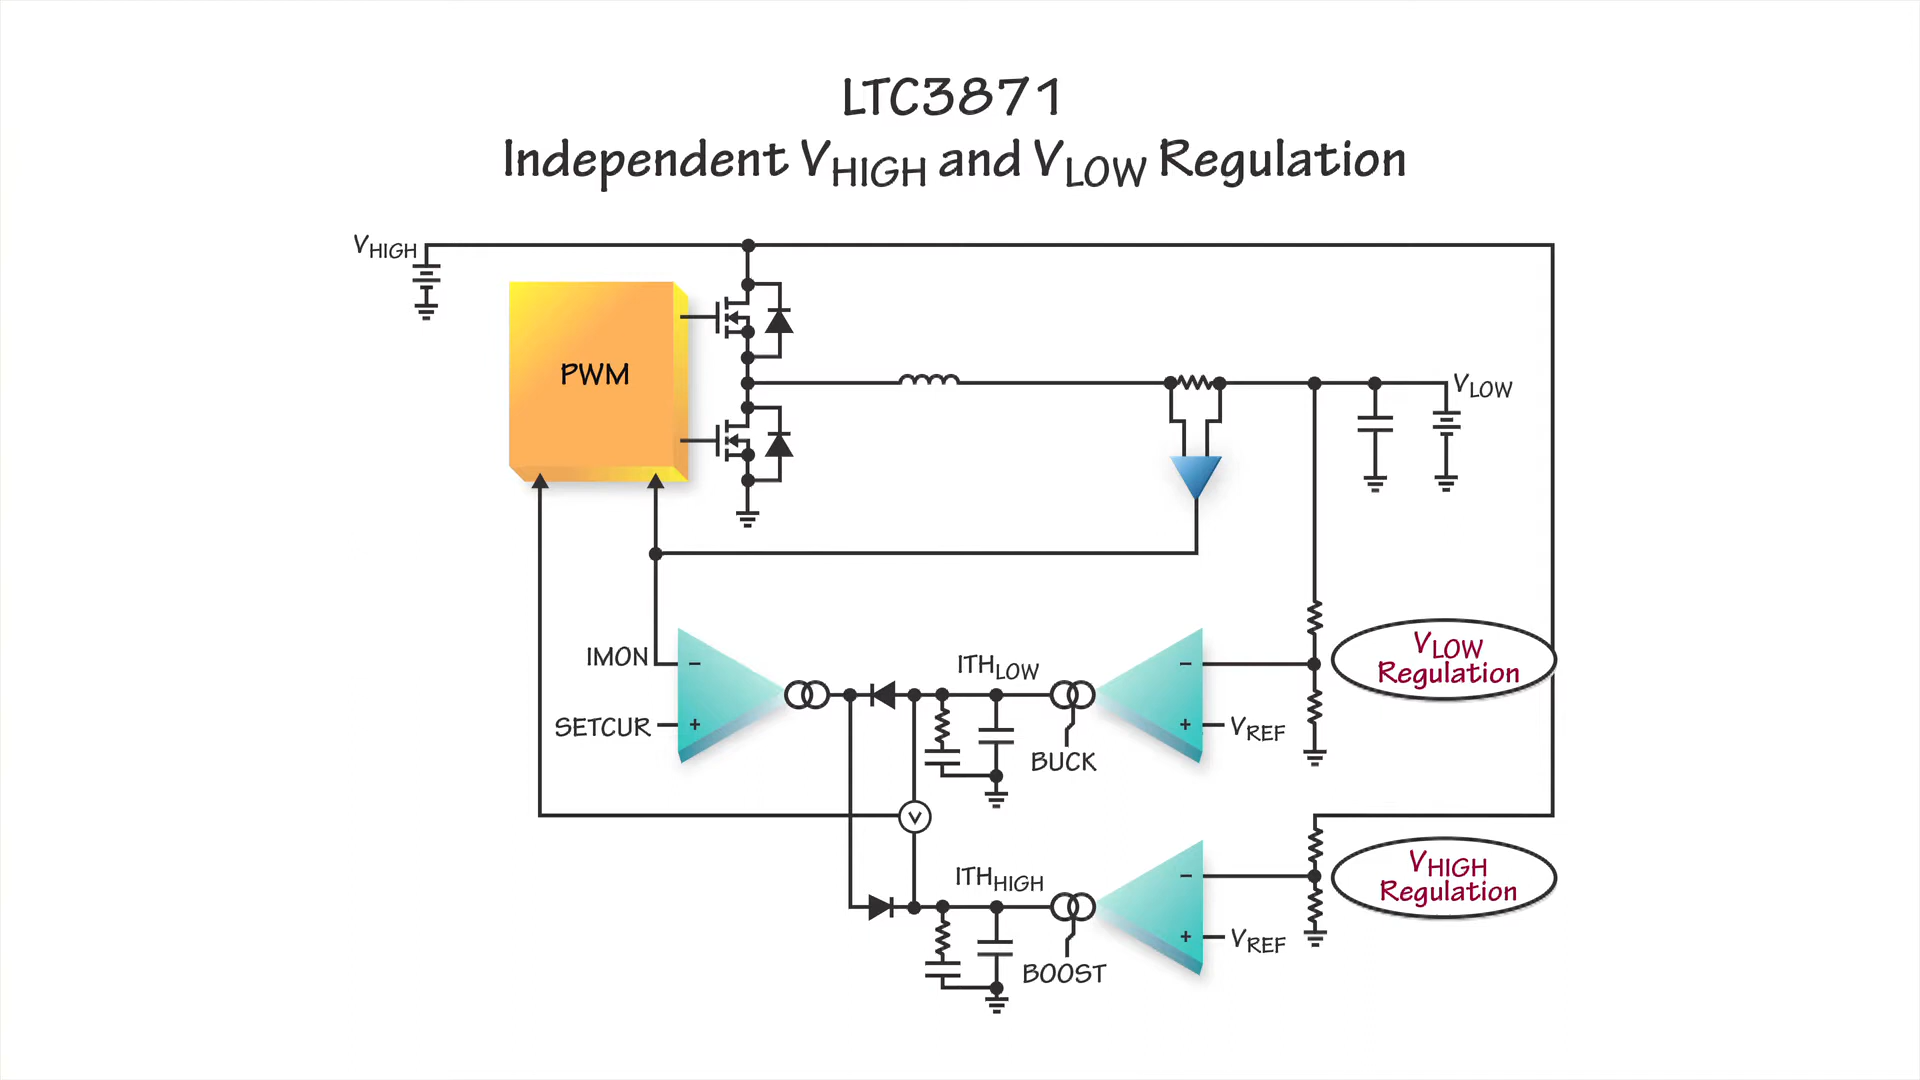 LTC3871
Independent VHIGH and VLOW Regulation
VHIGH
PWM
VLOW
IMON
−
SETCUR
+
ITHLOW
BUCK
−
+
VREF
VLOW
Regulation
V
ITHHIGH
BOOST
−
+
VREF
VHIGH
Regulation